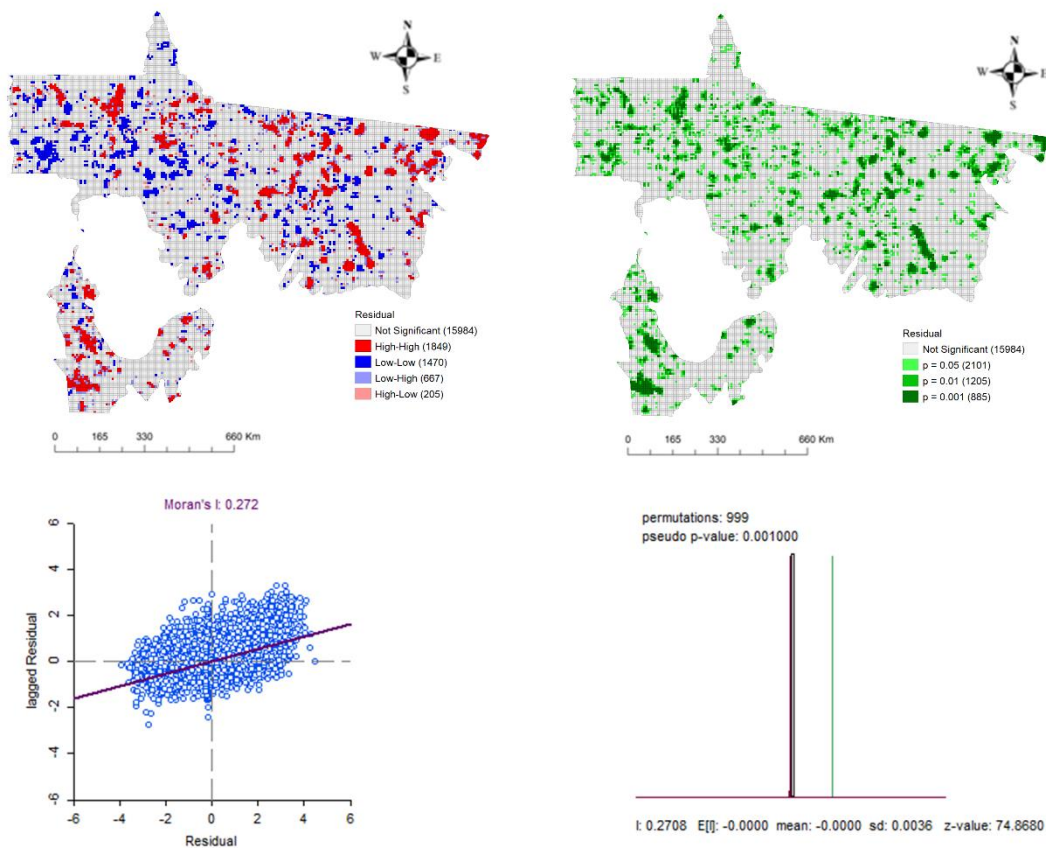 N
W E
S
Residual
Not Significant (15984)
High-High (1849)
Low-Low (1470)
Low-High (667)
High-Low (205)
0 165 330 660 Km
N
W E
S
Residual
Not Significant (15984)
p = 0.05 (2101)
p = 0.01 (1205)
p = 0.001 (885)
0 165 330 660 Km
Moran's I: 0.272
6
4
2
0
-2
-4
-6
lagged Residual
-6 -4 -2 0 2 4 6
Residual
permutations: 999
pseudo p-value: 0.001000
I: 0.2708 E[I]: -0.0000 mean: -0.0000 sd: 0.0036 z-value: 74.8680